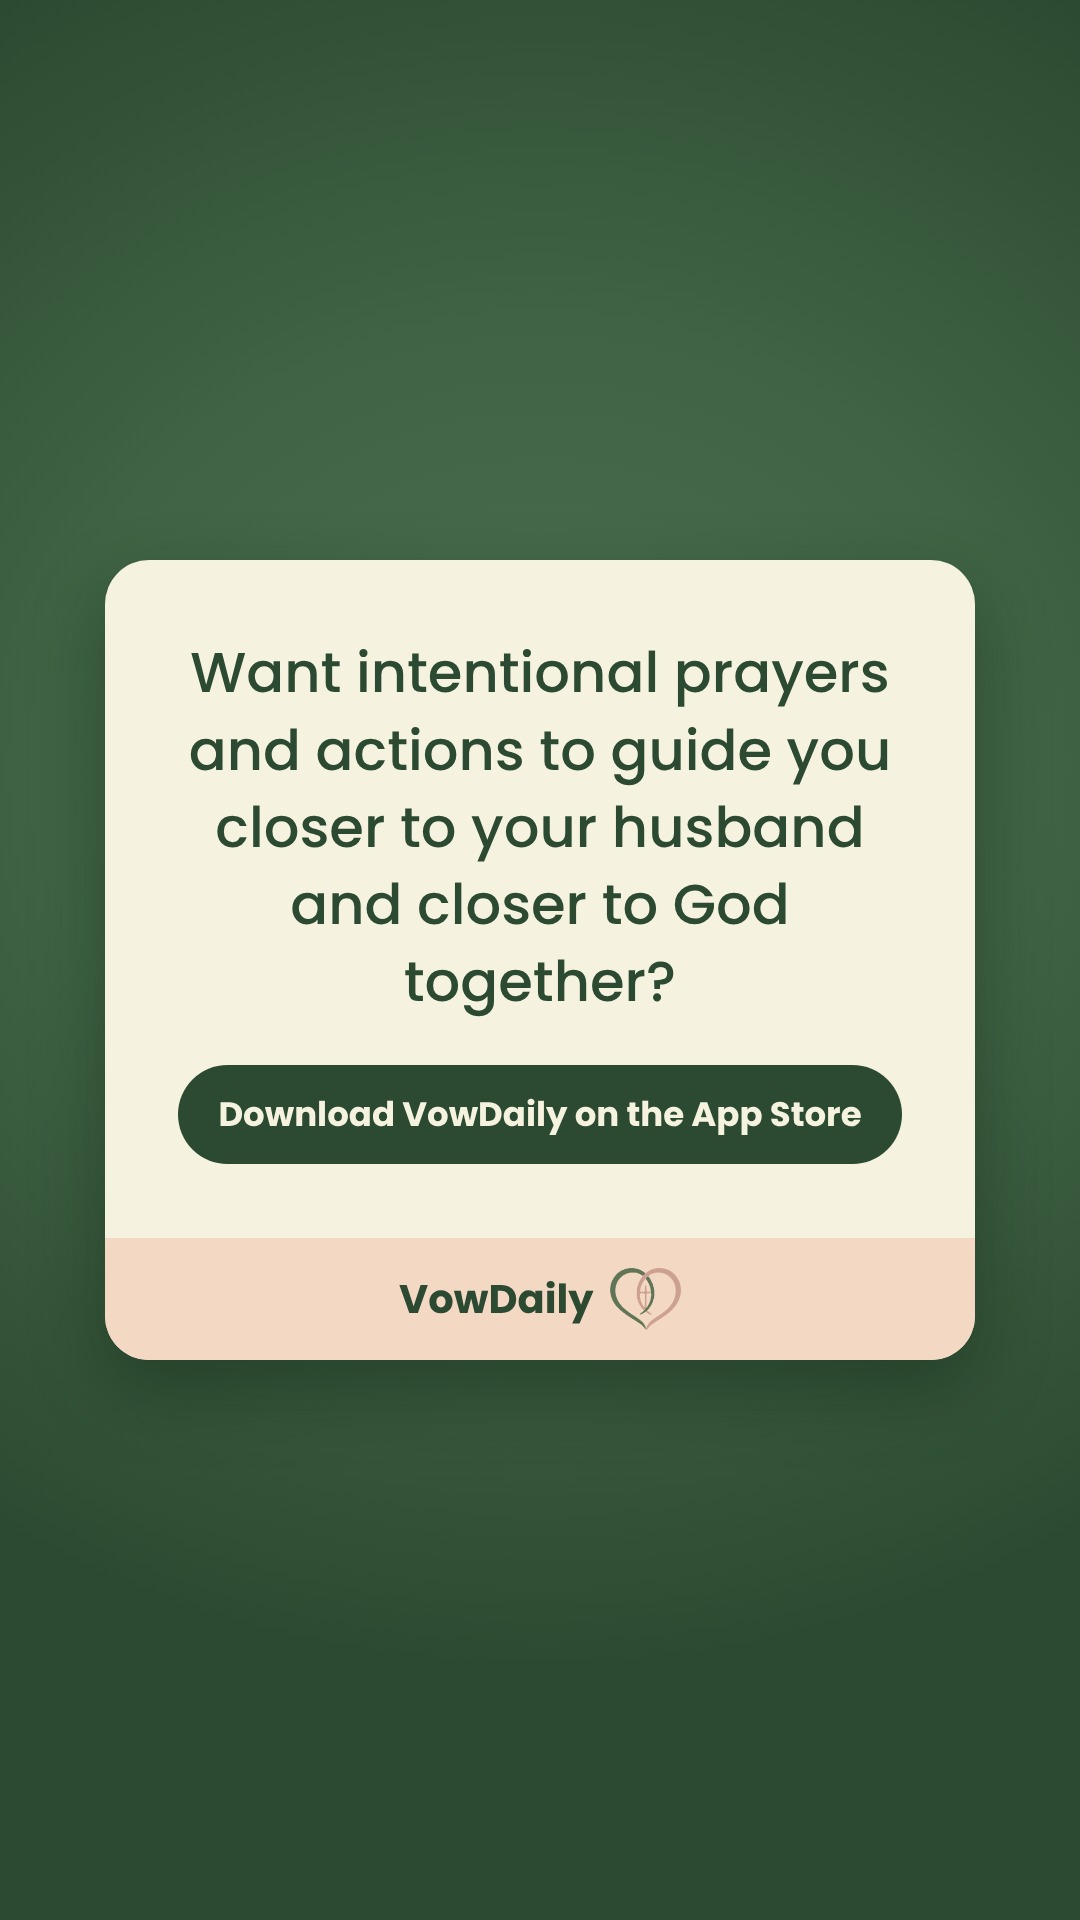 Want intentional prayers
and actions to guide you
closer to your husband
and closer to God
together?
Download VowDaily on the App Store
VowDaily